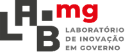 LAB.mg
LABORATÓRIO
DE INOVAÇÃO
EM GOVERNO